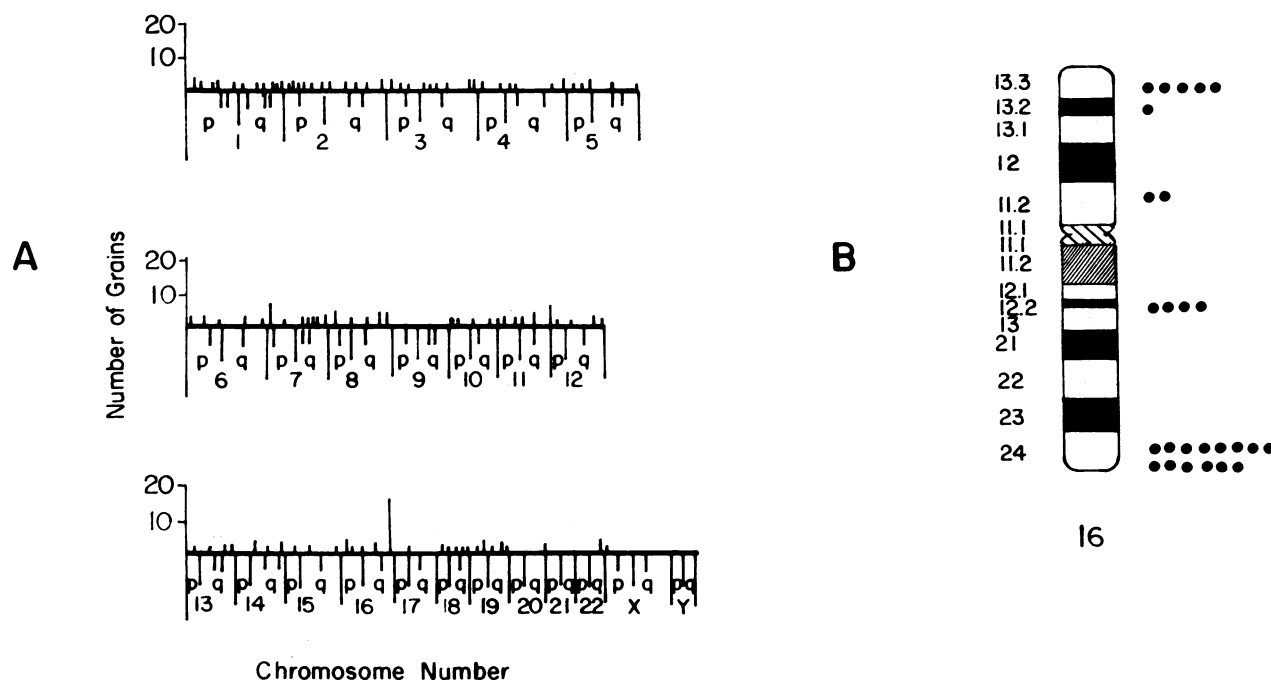 A
Number of Grains
20
10
p q p q p q p q p q
1 2 3 4 5
20
10
p q p q p q p q p q p q p q
6 7 8 9 10 11 12
20
10
p q p q p q p q p q p q p q p q p q p q p q p q
13 14 15 16 17 18 19 20 21 22 X Y
Chromosome Number
B
13.3
13.2
13.1
12
11.2
11.1
11.1
11.2
12.1
12.2
13
21
22
23
24
16